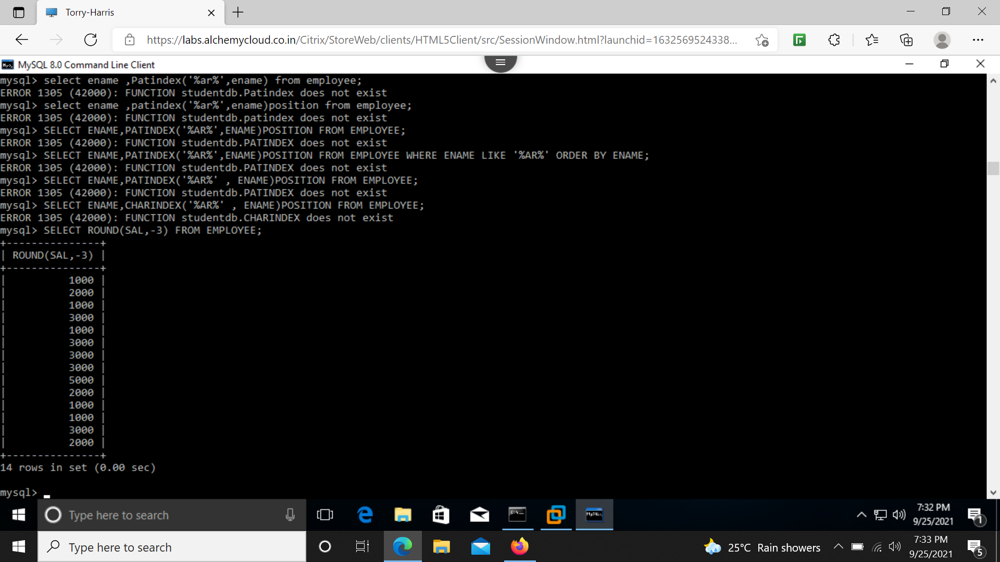 Torry-Harris
https://labs.alchemycloud.co.in/Citrix/StoreWeb/clients/HTML5Client/src/SessionWindow.html?launchid=1632569524338...
MySQL 8.0 Command Line Client
mysql> select ename ,Patindex('%ar%',ename) from employee;
ERROR 1305 (42000): FUNCTION studentdb.Patindex does not exist
mysql> select ename ,patindex('%ar%',ename)position from employee;
ERROR 1305 (42000): FUNCTION studentdb.patindex does not exist
mysql> SELECT ENAME,PATINDEX('%AR%',ENAME)POSITION FROM EMPLOYEE;
ERROR 1305 (42000): FUNCTION studentdb.PATINDEX does not exist
mysql> SELECT ENAME,PATINDEX('%AR%',ENAME)POSITION FROM EMPLOYEE WHERE ENAME LIKE '%AR%' ORDER BY ENAME;
ERROR 1305 (42000): FUNCTION studentdb.PATINDEX does not exist
mysql> SELECT ENAME,PATINDEX('%AR%' , ENAME)POSITION FROM EMPLOYEE;
ERROR 1305 (42000): FUNCTION studentdb.PATINDEX does not exist
mysql> SELECT ENAME,CHARINDEX('%AR%' , ENAME)POSITION FROM EMPLOYEE;
ERROR 1305 (42000): FUNCTION studentdb.CHARINDEX does not exist
mysql> SELECT ROUND(SAL,-3) FROM EMPLOYEE;
+---------------+
| ROUND(SAL,-3) |
+---------------+
|          1000 |
|          2000 |
|          1000 |
|          3000 |
|          1000 |
|          3000 |
|          3000 |
|          3000 |
|          5000 |
|          2000 |
|          1000 |
|          1000 |
|          3000 |
|          2000 |
+---------------+
14 rows in set (0.00 sec)
mysql> _
Type here to search
7:32 PM
9/25/2021
1
Type here to search
25°C Rain showers
7:33 PM
9/25/2021
5